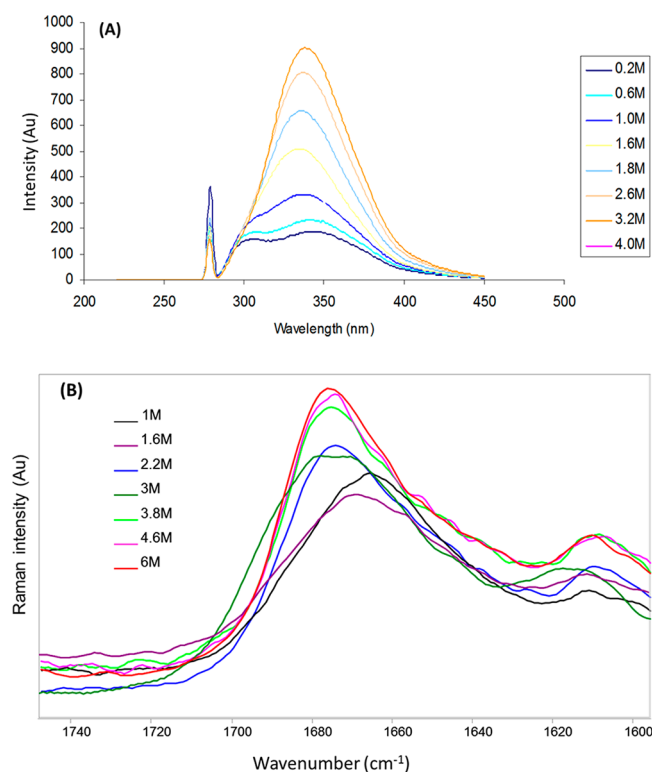 (A)
Intensity (Au)
1000
900
800
700
600
500
400
300
200
100
0
200 250 300 350 400 450 500
Wavelength (nm)
0.2M
0.6M
1.0M
1.6M
1.8M
2.6M
3.2M
4.0M
(B)
Raman intensity (Au)
1M
1.6M
2.2M
3M
3.8M
4.6M
6M
1740 1720 1700 1680 1660 1640 1620 1600
Wavenumber (cm-1)